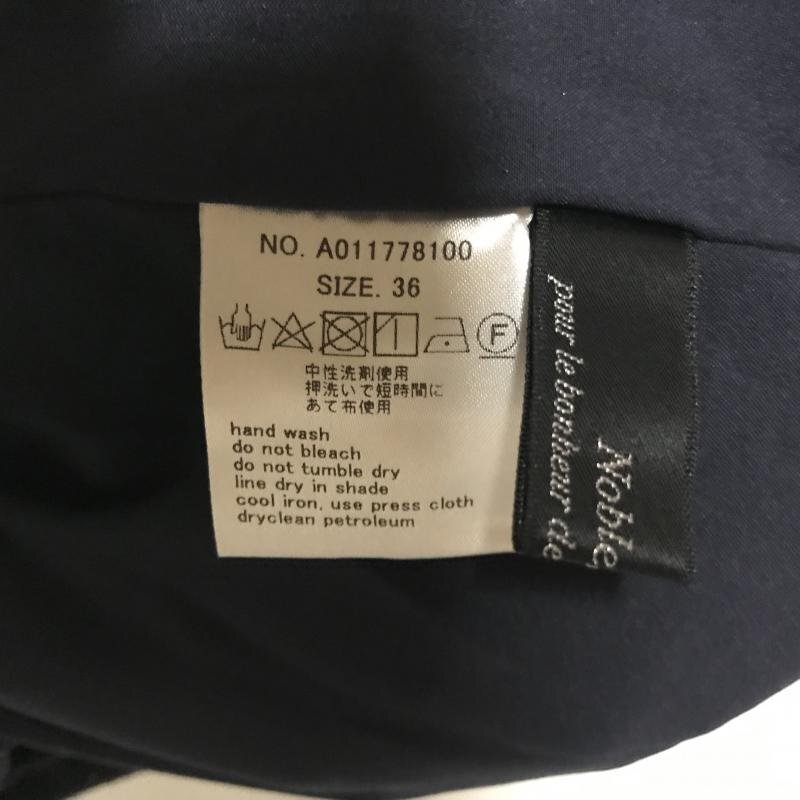 NO. A011778100
SIZE. 36
F
中性洗剤使用
押洗いで短時間に
あて布使用
hand wash
do not bleach
do not tumble dry
line dry in shade
cool iron, use press cloth
dryclean petroleum
Noble
pour le bonheur de